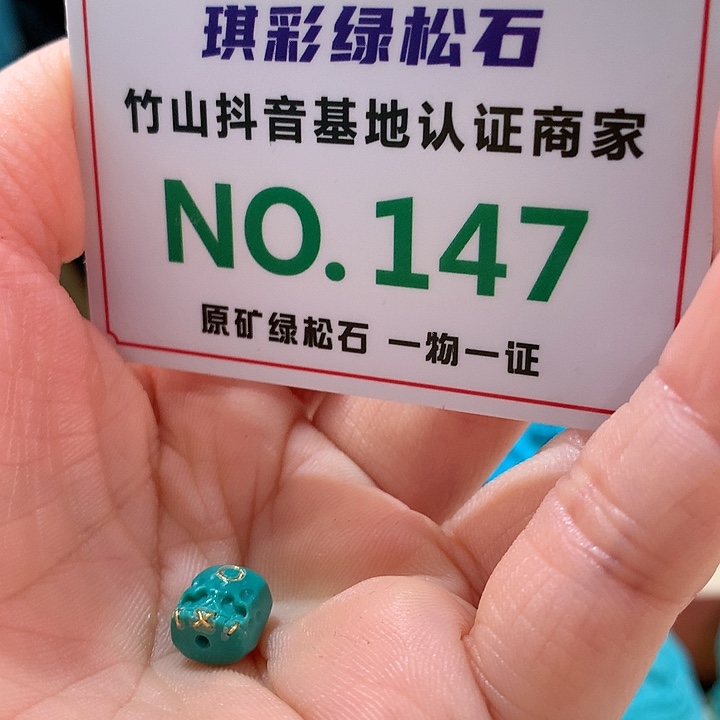 琪彩绿松石
竹山抖音基地认证商家
NO.147
原矿绿松石 一物一证